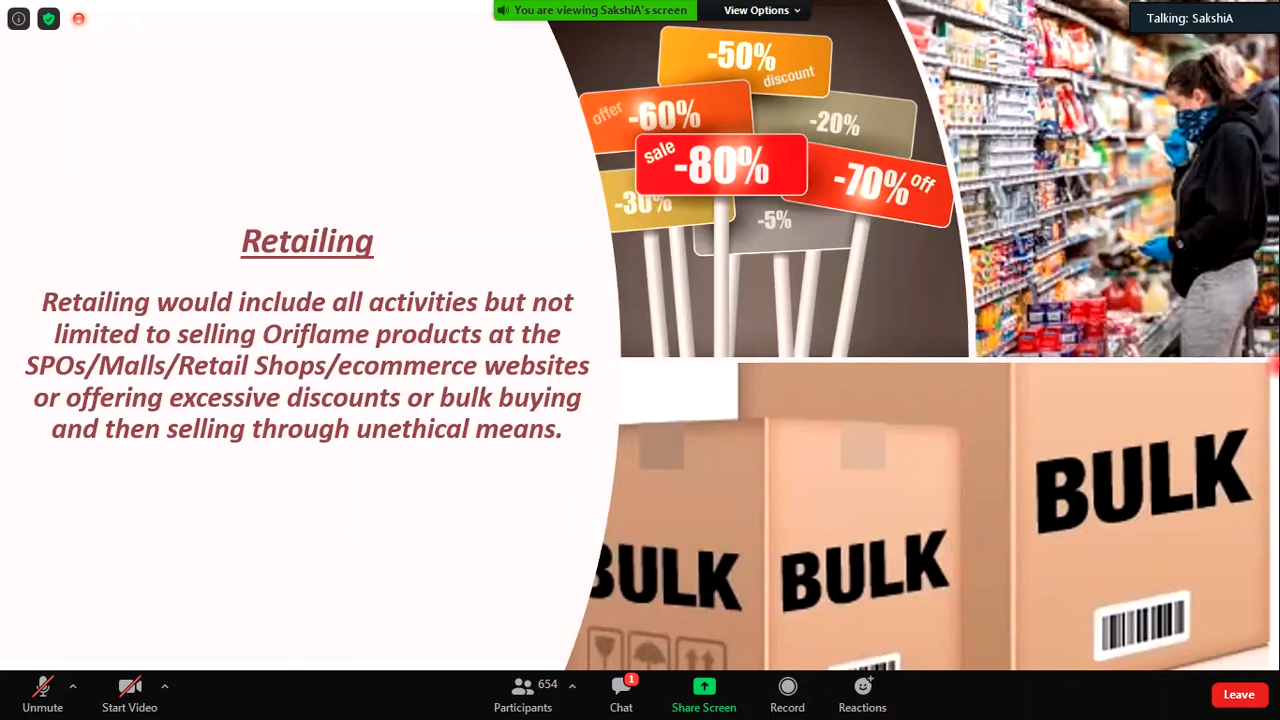 You are viewing SakshiA's screen
View Options
Talking: SakshiA
-50%
discount
offer
-60%
-20%
sale
-80%
-70% off
-30%
-5%
Retailing
Retailing would include all activities but not
limited to selling Oriflame products at the
SPOs/Malls/Retail Shops/ecommerce websites
or offering excessive discounts or bulk buying
and then selling through unethical means.
BULK
BULK
BULK
Unmute
Start Video
654
Participants
1
Chat
Share Screen
Record
Reactions
Leave